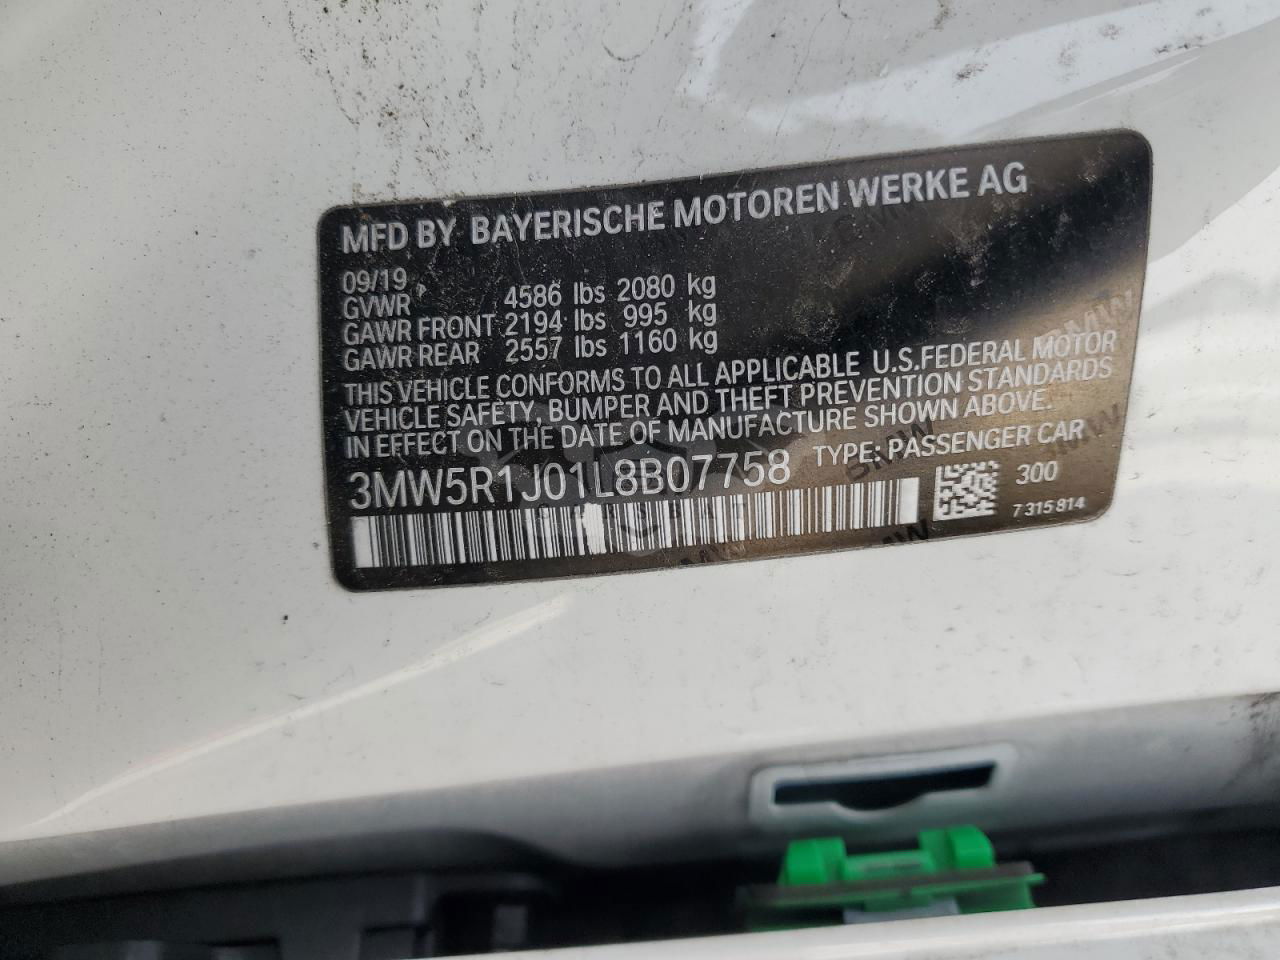 MFD BY BAYERISCHE MOTOREN WERKE AG
09/19
GVWR 4586 lbs 2080 kg
GAWR FRONT 2194 lbs 995 kg
GAWR REAR 2557 lbs 1160 kg
THIS VEHICLE CONFORMS TO ALL APPLICABLE U.S.FEDERAL MOTOR
VEHICLE SAFETY, BUMPER AND THEFT PREVENTION STANDARDS
IN EFFECT ON THE DATE OF MANUFACTURE SHOWN ABOVE.
3MW5R1J01L8B07758 TYPE: PASSENGER CAR
300
7 315 814